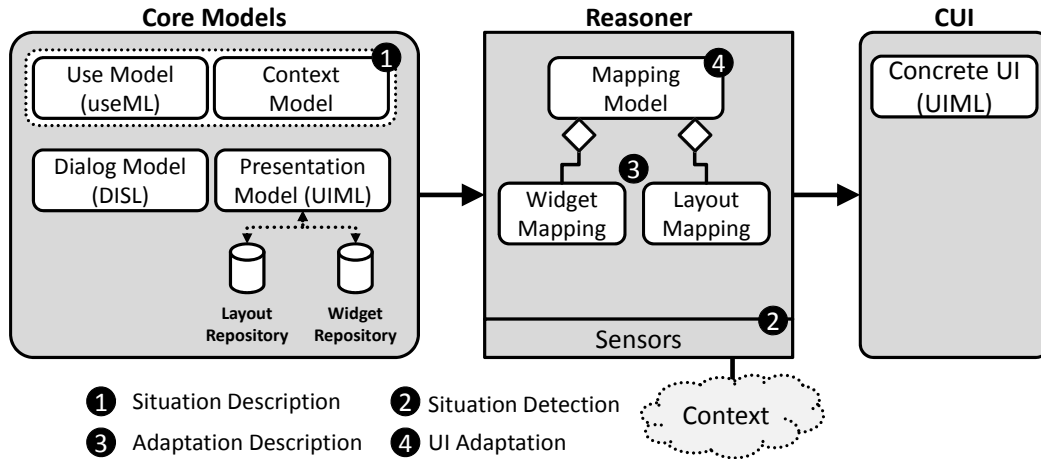 Core Models
Reasoner
CUI
1
Use Model
(useML)
Context
Model
Dialog Model
(DISL)
Presentation
Model (UIML)
Layout
Repository
Widget
Repository
4
Mapping
Model
3
Widget
Mapping
Layout
Mapping
2
Sensors
Context
Concrete UI
(UIML)
1 Situation Description
2 Situation Detection
3 Adaptation Description
4 UI Adaptation